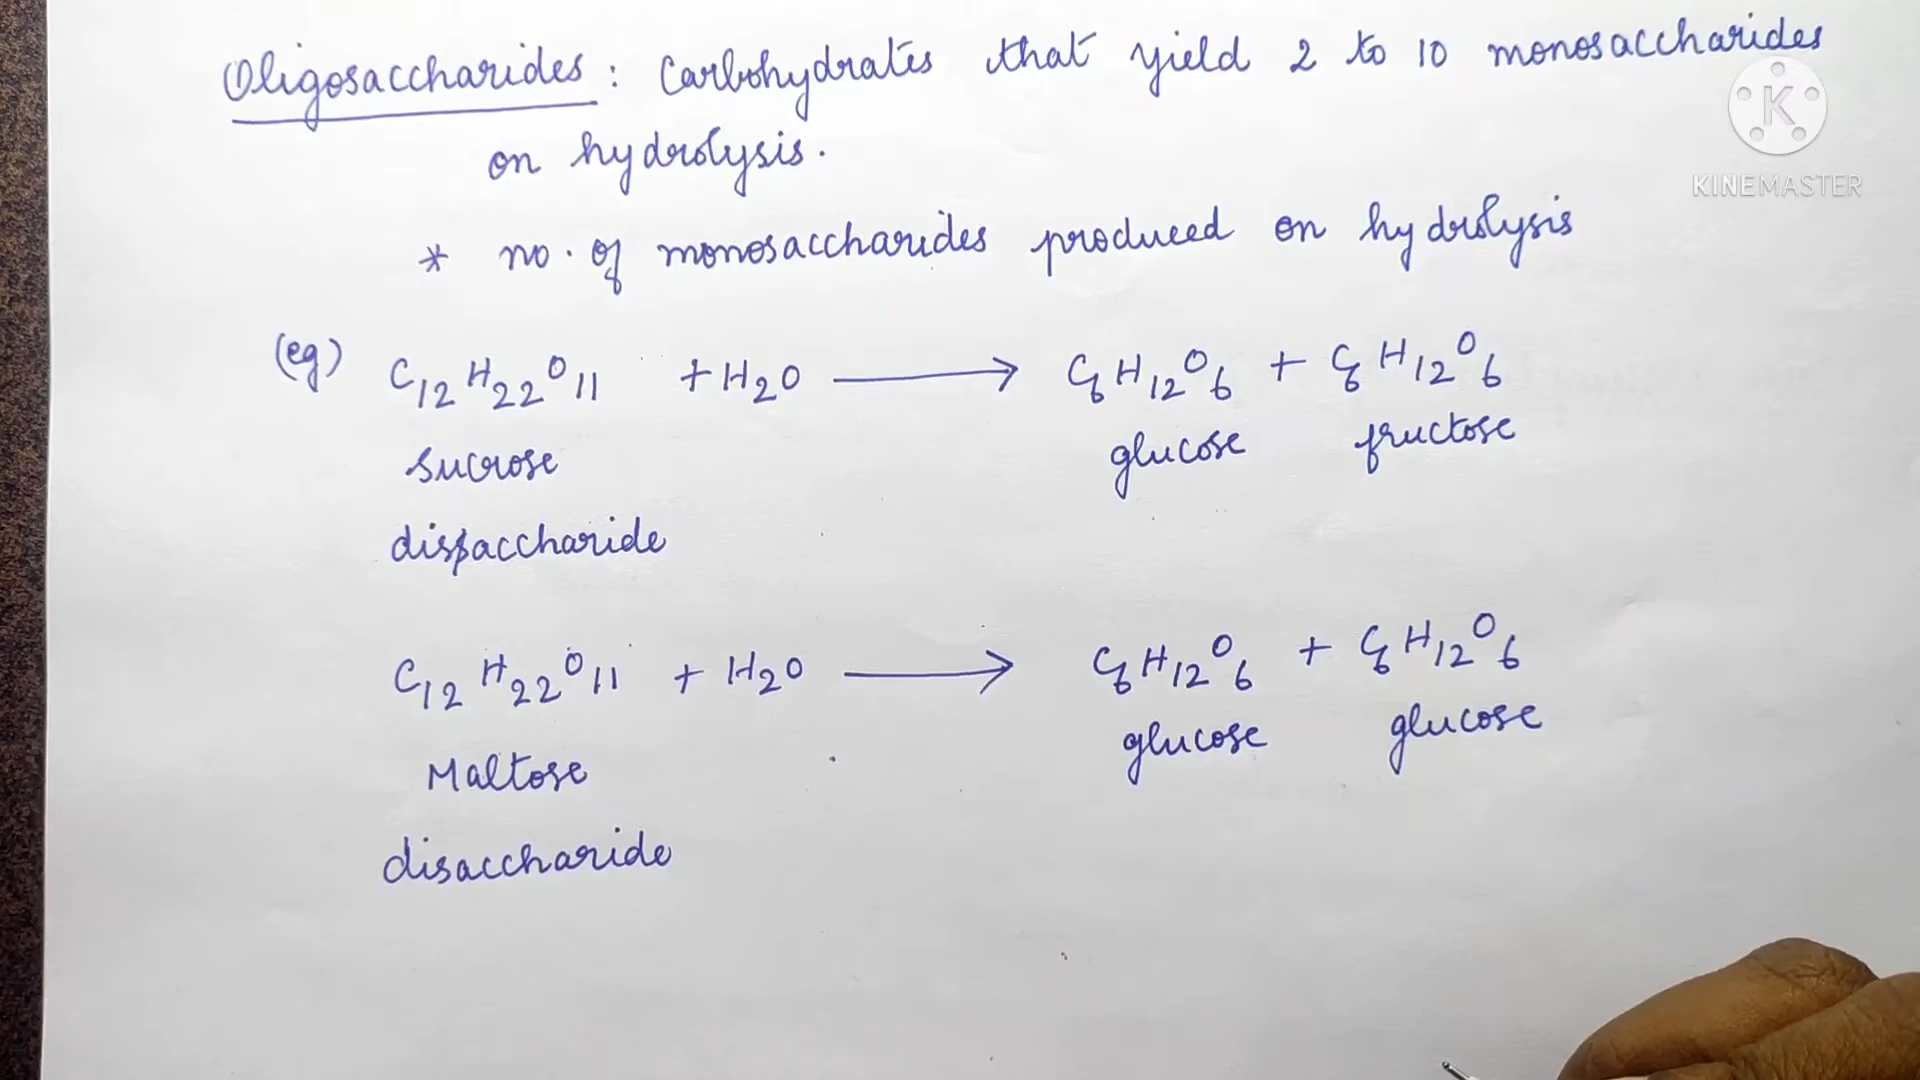 Oligosaccharides : Carbohydrates that yield 2 to 10 monosaccharides
on hydrolysis.
* no. of monosaccharides produced on hydrolysis
(eg) C12H22O11 + H2O → C6H12O6 + C6H12O6
sucrose glucose fructose
disaccharide
C12H22O11 + H2O → C6H12O6 + C6H12O6
Maltose glucose glucose
disaccharide
K
KINEMASTER